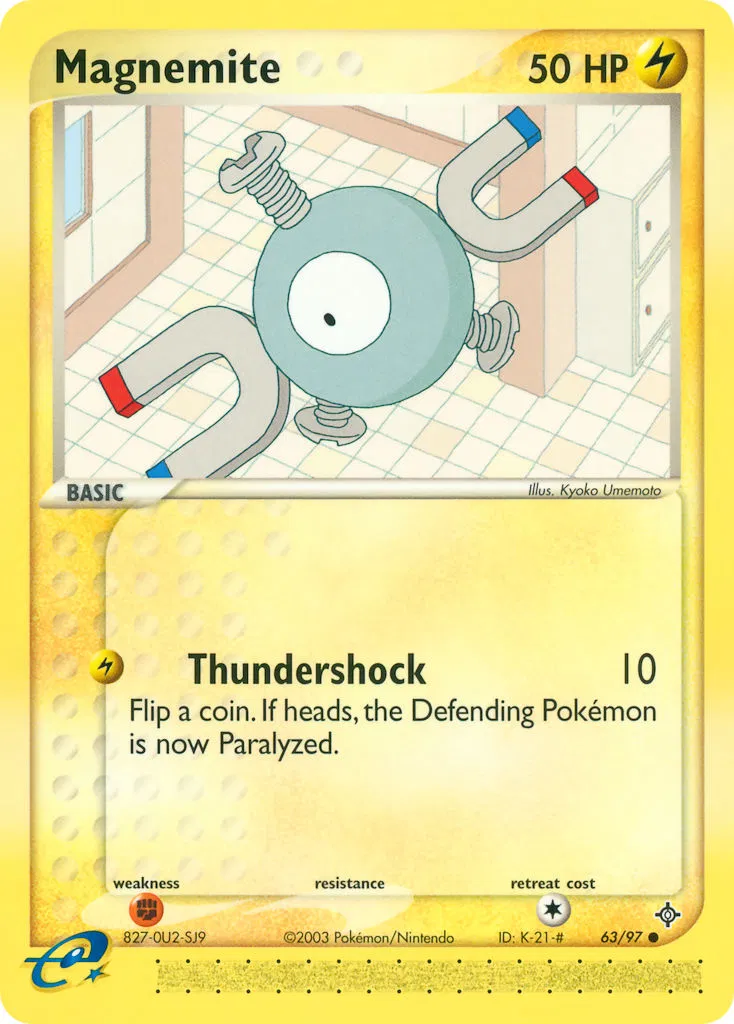 Magnemite 50 HP
BASIC Illus. Kyoko Umemoto
Thundershock 10
Flip a coin. If heads, the Defending Pokémon
is now Paralyzed.
weakness resistance retreat cost
827-0U2-SJ9 ©2003 Pokémon/Nintendo ID: K-21-# 63/97
e